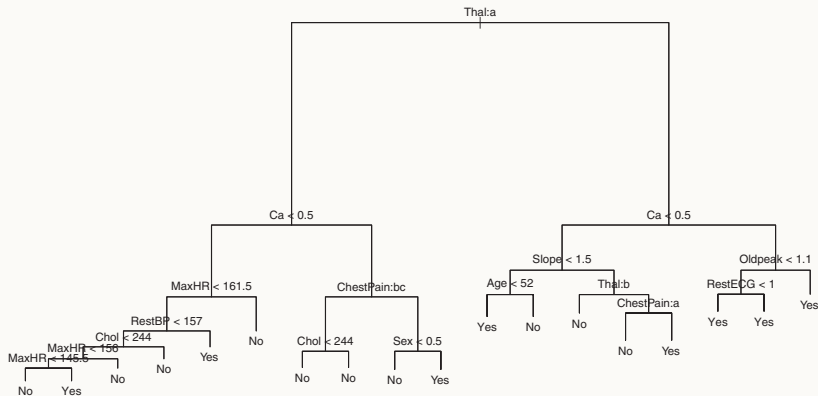 Thal:a
Ca < 0.5
Ca < 0.5
Slope < 1.5
Oldpeak < 1.1
MaxHR < 161.5
ChestPain:bc
Age < 52
Thal:b
RestECG < 1
ChestPain:a
Yes
RestBP < 157
Yes
No
No
Yes
Yes
Chol < 244
No
Chol < 244
Sex < 0.5
No
Yes
MaxHR < 156
MaxHR < 145.5
Yes
No
No
No
No
No
Yes
No
Yes